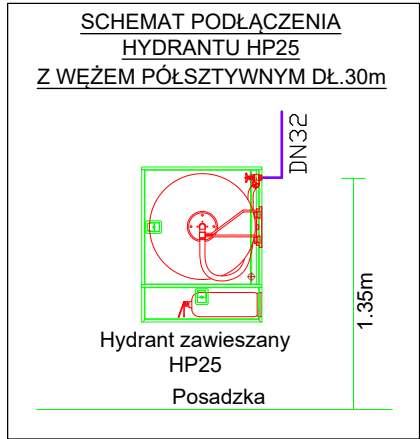 SCHEMAT PODŁĄCZENIA
HYDRANTU HP25
Z WĘŻEM PÓŁSZTYWNYM DŁ.30m
DN32
1.35m
Hydrant zawieszany
HP25
Posadzka